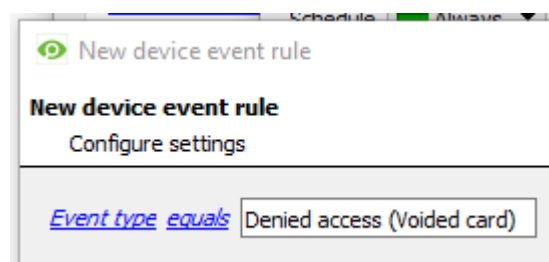 Schedule Always
New device event rule
New device event rule
Configure settings
Event type equals Denied access (Voided card)